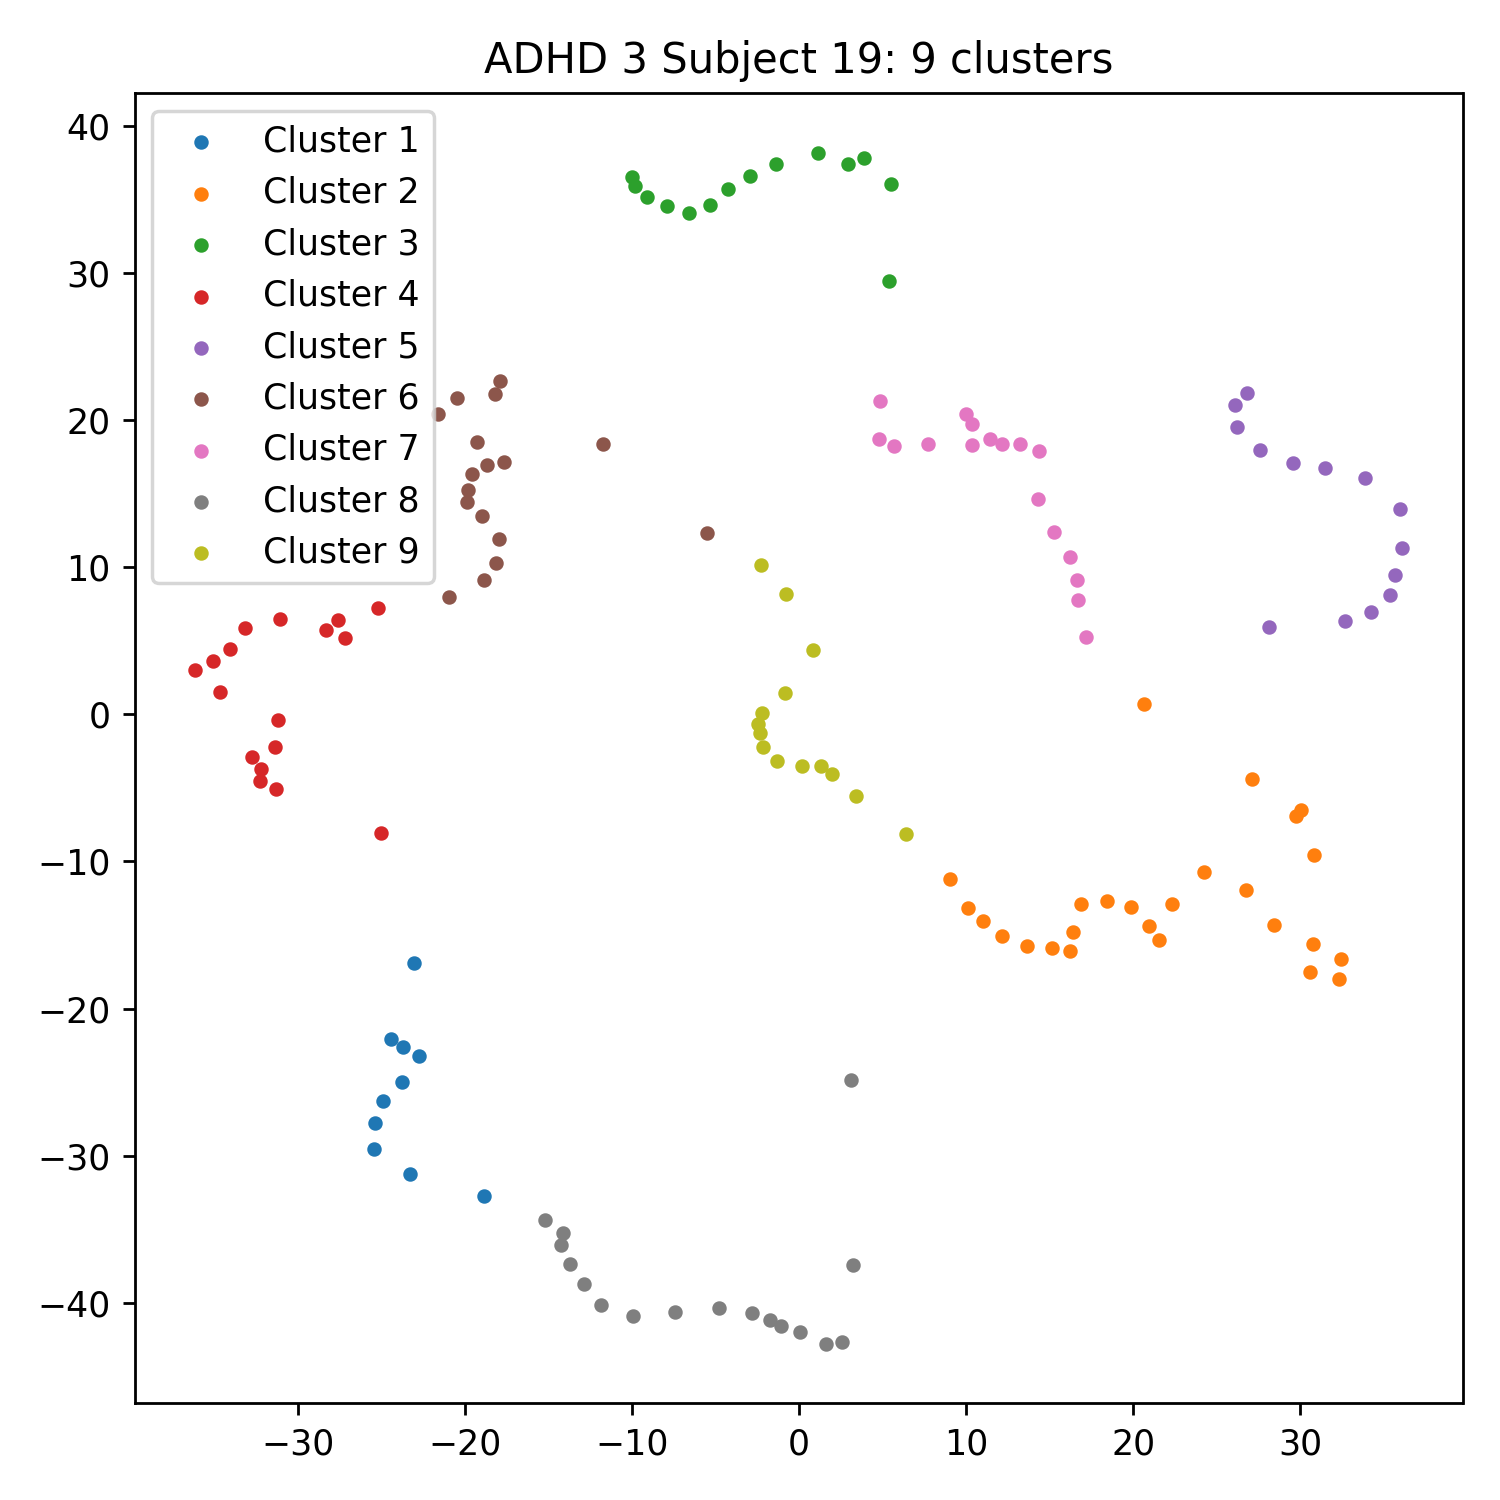 ADHD 3 Subject 19: 9 clusters
40
30
20
10
0
−10
−20
−30
−40
Cluster 1
Cluster 2
Cluster 3
Cluster 4
Cluster 5
Cluster 6
Cluster 7
Cluster 8
Cluster 9
−30 −20 −10 0 10 20 30